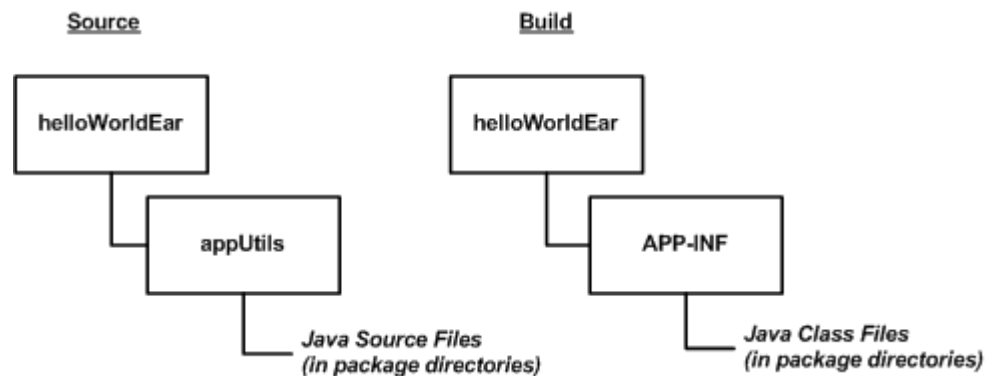 Source
helloWorldEar
appUtils
Java Source Files
(in package directories)
Build
helloWorldEar
APP-INF
Java Class Files
(in package directories)